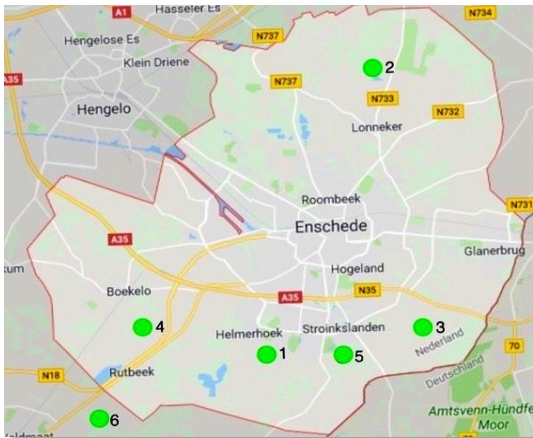 Hasseler Es
A1
N734
N737
Hengelose Es
Klein Driene
A35
N737
2
N733
N732
Hengelo
Lonneker
Roombeek
N731
Enschede
A35
Glanerbrug
Hogeland
Boekelo
A35
N35
4
Helmerhoek
Stroinkslanden
3
1
5
Nederland
70
Deutschland
N18
Rutbeek
6
Amtsvenn-Hündfe
Moor